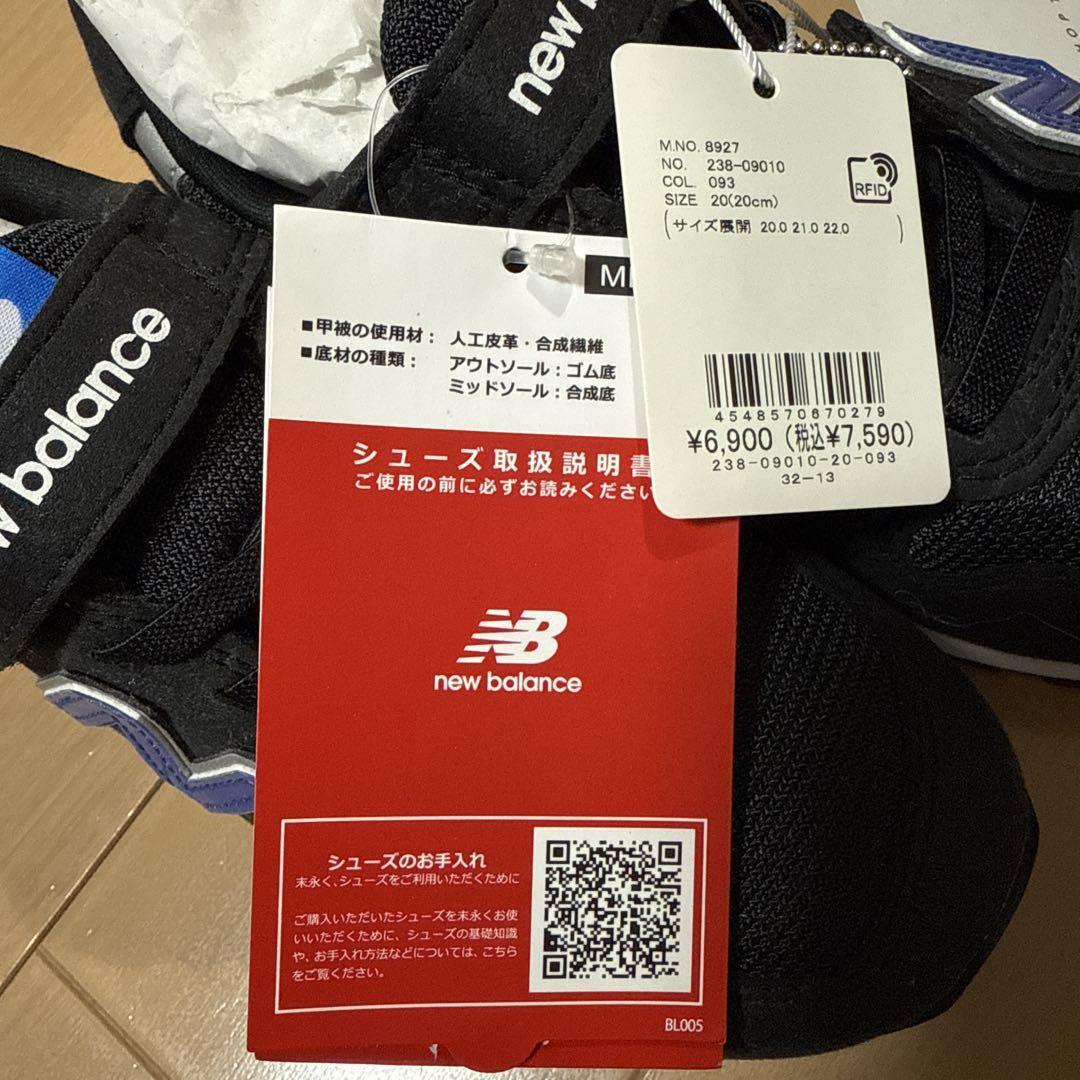 new b
M.NO. 8927
NO. 238-09010
COL. 093
SIZE 20(20cm)
(サイズ展開 20.0 21.0 22.0 )
RFID
4548570670279
¥6,900 (税込¥7,590)
238-09010-20-093
32-13
w balance
■甲被の使用材： 人工皮革・合成繊維
■底材の種類： アウトソール：ゴム底
ミッドソール：合成底
シューズ取扱説明書
ご使用の前に必ずお読みください
NB
new balance
シューズのお手入れ
末永く、シューズをご利用いただくために
ご購入いただいたシューズを末永くお使
いいただくために、シューズの基礎知識
や、お手入れ方法などについては、こちら
をご覧ください。
BL005